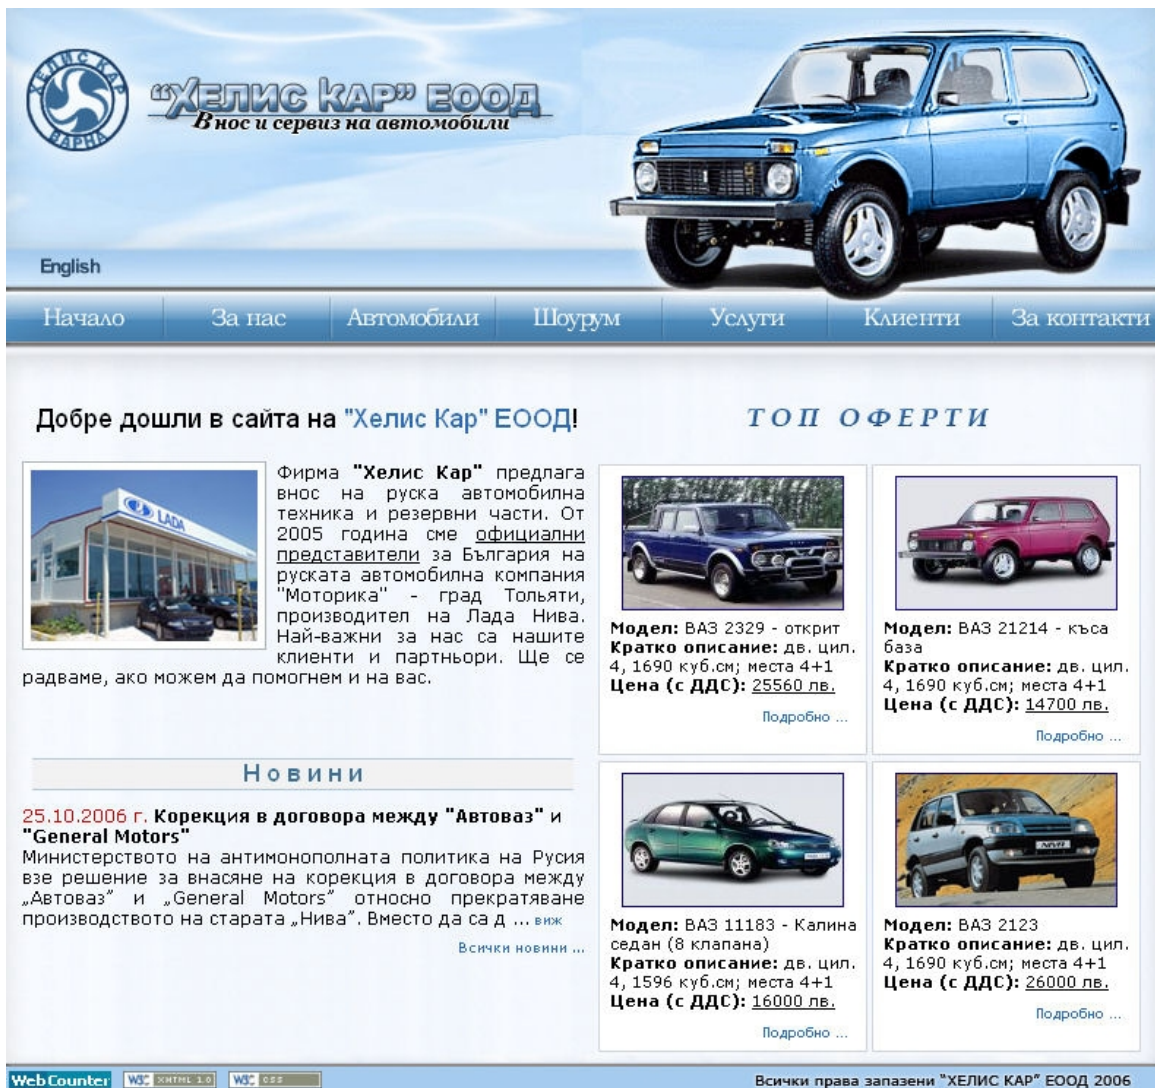 ХЕЛИС КАР
ВАРНА
"ХЕЛИС КАР" ЕООД
Внос и сервиз на автомобили
English
Начало
За нас
Автомобили
Шоурум
Услуги
Клиенти
За контакти
Добре дошли в сайта на "Хелис Кар" ЕООД!
LADA
Фирма "Хелис Кар" предлага
внос на руска автомобилна
техника и резервни части. От
2005 година сме официални
представители за България на
руската автомобилна компания
"Моторика" - град Тольяти,
производител на Лада Нива.
Най-важни за нас са нашите
клиенти и партньори. Ще се
радваме, ако можем да помогнем и на вас.
Новини
25.10.2006 г. Корекция в договора между "Автоваз" и
"General Motors"
Министерството на антимонополната политика на Русия
взе решение за внасяне на корекция в договора между
„Автоваз” и „General Motors” относно прекратяване
производството на старата „Нива”. Вместо да са д ... виж
Всички новини ...
ТОП ОФЕРТИ
Модел: ВАЗ 2329 - открит
Кратко описание: дв. цил.
4, 1690 куб.см; места 4+1
Цена (с ДДС): 25560 лв.
Подробно ...
Модел: ВАЗ 21214 - къса
база
Кратко описание: дв. цил.
4, 1690 куб.см; места 4+1
Цена (с ДДС): 14700 лв.
Подробно ...
Модел: ВАЗ 11183 - Калина
седан (8 клапана)
Кратко описание: дв. цил.
4, 1596 куб.см; места 4+1
Цена (с ДДС): 16000 лв.
Подробно ...
NIVA
Модел: ВАЗ 2123
Кратко описание: дв. цил.
4, 1690 куб.см; места 4+1
Цена (с ДДС): 26000 лв.
Подробно ...
Web Counter
W3C XHTML 1.0
W3C CSS
Всички права запазени "ХЕЛИС КАР" ЕООД 2006